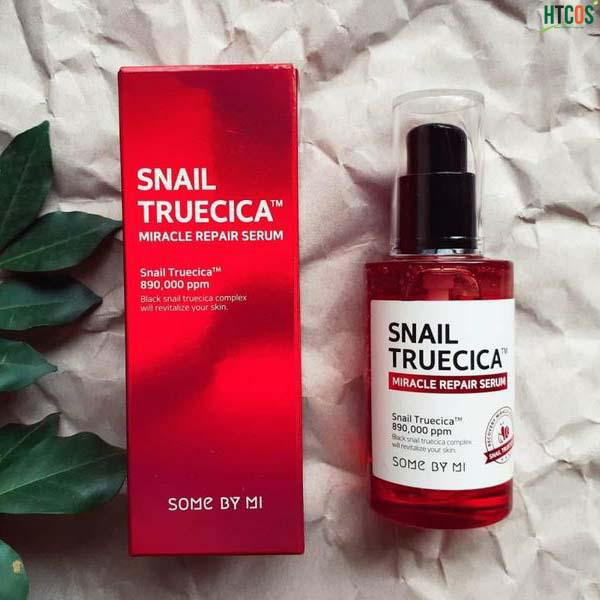 HTCOS
SNAIL
TRUECICA™
MIRACLE REPAIR SERUM
Snail Truecica™
890,000 ppm
Black snail truecica complex
will revitalize your skin.
SOME BY MI
SNAIL
TRUECICA™
MIRACLE REPAIR SERUM
Snail Truecica™
890,000 ppm
Black snail truecica complex
will revitalize your skin.
SOME BY MI